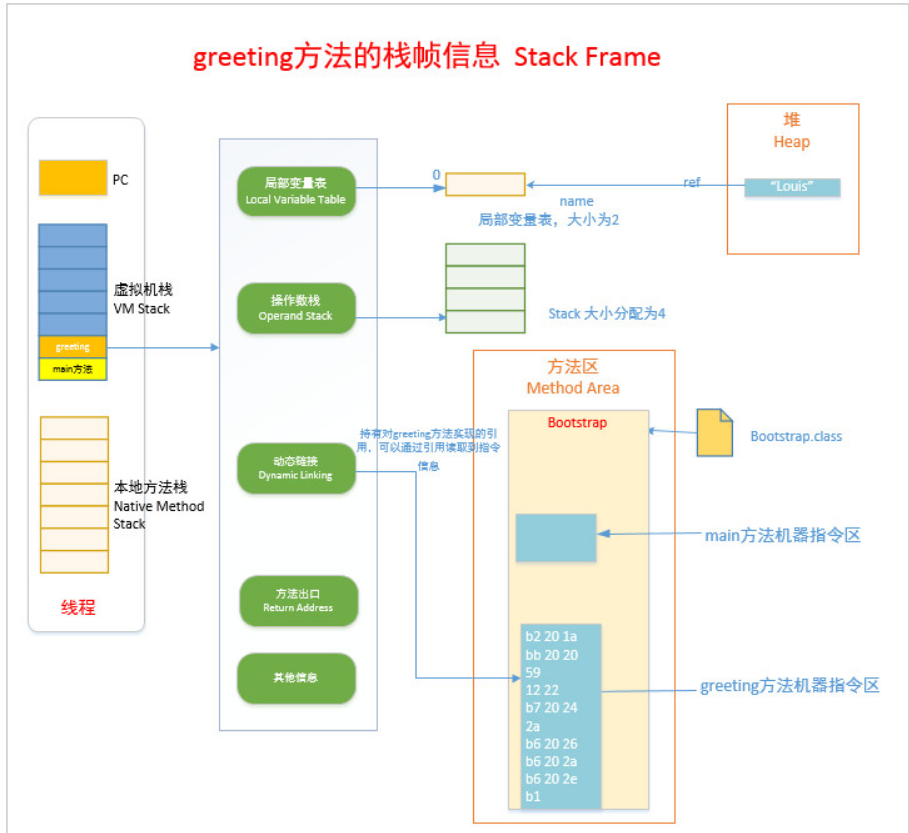 greeting方法的栈帧信息 Stack Frame
PC
虚拟机栈
VM Stack
greeting
main方法
本地方法栈
Native Method
Stack
线程
局部变量表
Local Variable Table
操作数栈
Operand Stack
动态链接
Dynamic Linking
方法出口
Return Address
其他信息
0
name
局部变量表，大小为2
ref
堆
Heap
“Louis”
Stack 大小分配为4
持有对greeting方法实现的引
用，可以通过引用读取到指令
信息
方法区
Method Area
Bootstrap
Bootstrap.class
main方法机器指令区
b2 20 1a
bb 20 20
59
12 22
b7 20 24
2a
b6 20 26
b6 20 2a
b6 20 2e
b1
greeting方法机器指令区